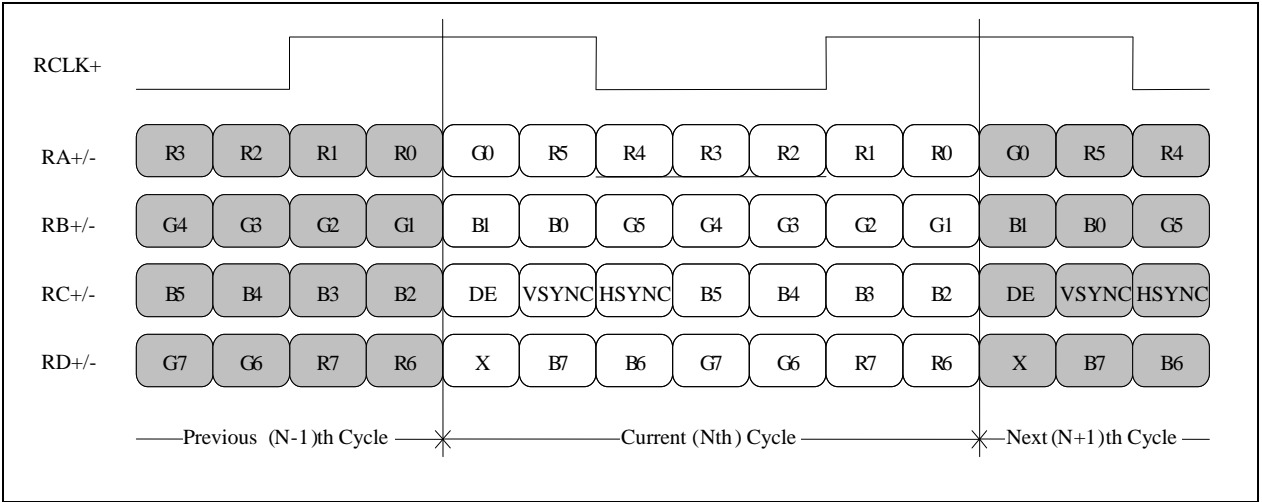 RCLK+
RA+/- R3 R2 R1 R0 G0 R5 R4 R3 R2 R1 R0 G0 R5 R4
RB+/- G4 G3 G2 G1 B1 B0 G5 G4 G3 G2 G1 B1 B0 G5
RC+/- B5 B4 B3 B2 DE VSYNC HSYNC B5 B4 B3 B2 DE VSYNC HSYNC
RD+/- G7 G6 R7 R6 X B7 B6 G7 G6 R7 R6 X B7 B6
Previous (N-1)th Cycle Current (Nth) Cycle Next (N+1)th Cycle